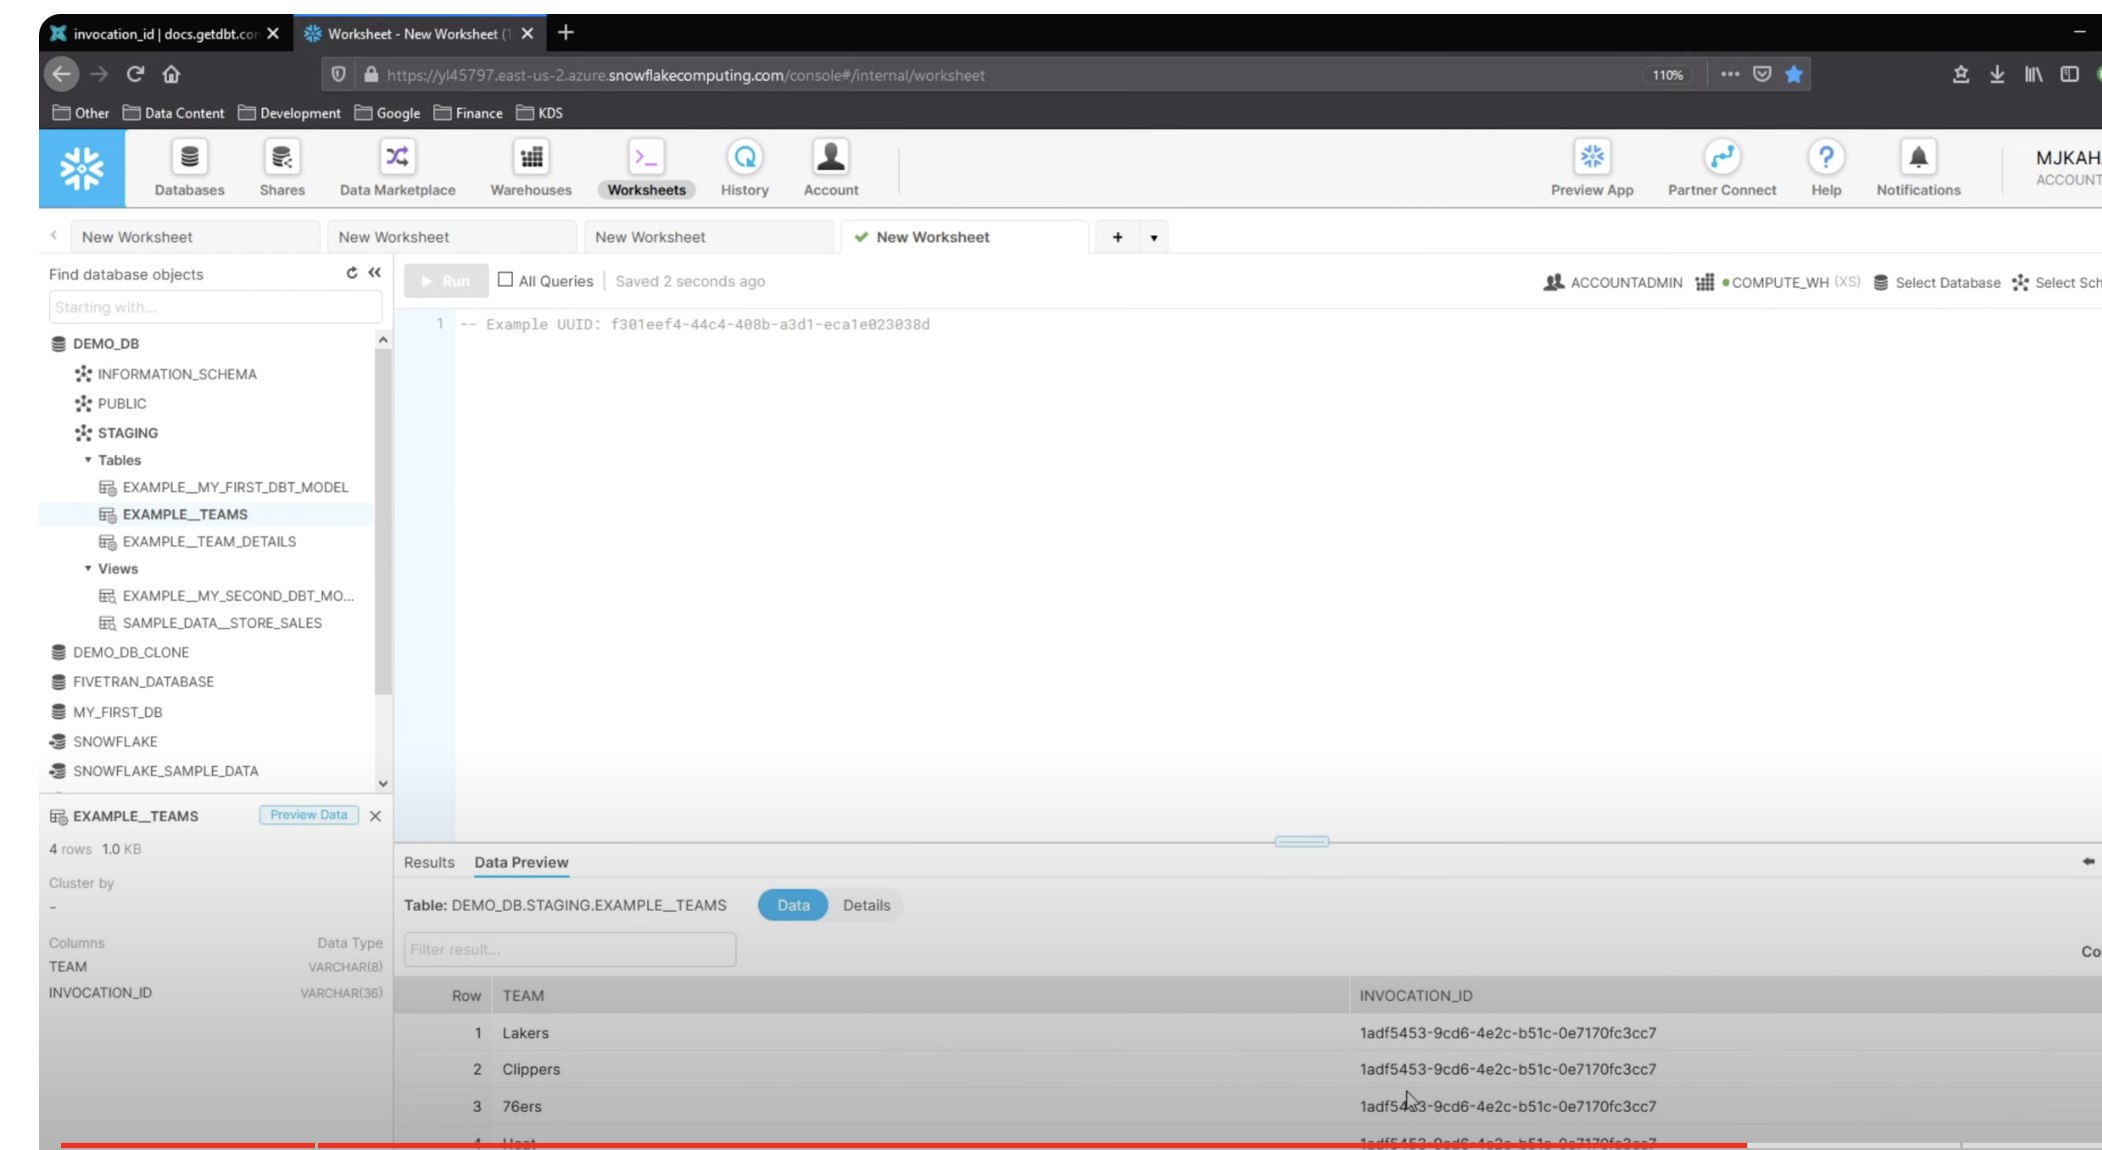 invocation_id | docs.getdbt.co
Worksheet - New Worksheet (1
https://yl45797.east-us-2.azure.snowflakecomputing.com/console#/internal/worksheet
110%
Other Data Content Development Google Finance KDS
Databases Shares Data Marketplace Warehouses Worksheets History Account Preview App Partner Connect Help Notifications
MJKAH
ACCOUNT
New Worksheet New Worksheet New Worksheet New Worksheet
Find database objects
Starting with...
Run All Queries Saved 2 seconds ago ACCOUNTADMIN COMPUTE_WH (XS) Select Database Select Sch
1 -- Example UUID: f301eef4-44c4-408b-a3d1-eca1e023038d
DEMO_DB
INFORMATION_SCHEMA
PUBLIC
STAGING
Tables
EXAMPLE__MY_FIRST_DBT_MODEL
EXAMPLE__TEAMS
EXAMPLE__TEAM_DETAILS
Views
EXAMPLE__MY_SECOND_DBT_MO...
SAMPLE_DATA__STORE_SALES
DEMO_DB_CLONE
FIVETRAN_DATABASE
MY_FIRST_DB
SNOWFLAKE
SNOWFLAKE_SAMPLE_DATA
EXAMPLE__TEAMS Preview Data
4 rows 1.0 KB
Cluster by
-
Columns Data Type
TEAM VARCHAR(8)
INVOCATION_ID VARCHAR(36)
Results Data Preview
Table: DEMO_DB.STAGING.EXAMPLE__TEAMS Data Details
Filter result...
Co
Row TEAM INVOCATION_ID
1 Lakers 1adf5453-9cd6-4e2c-b51c-0e7170fc3cc7
2 Clippers 1adf5453-9cd6-4e2c-b51c-0e7170fc3cc7
3 76ers 1adf5453-9cd6-4e2c-b51c-0e7170fc3cc7
4 Heat 1adf5453-9cd6-4e2c-b51c-0e7170fc3cc7